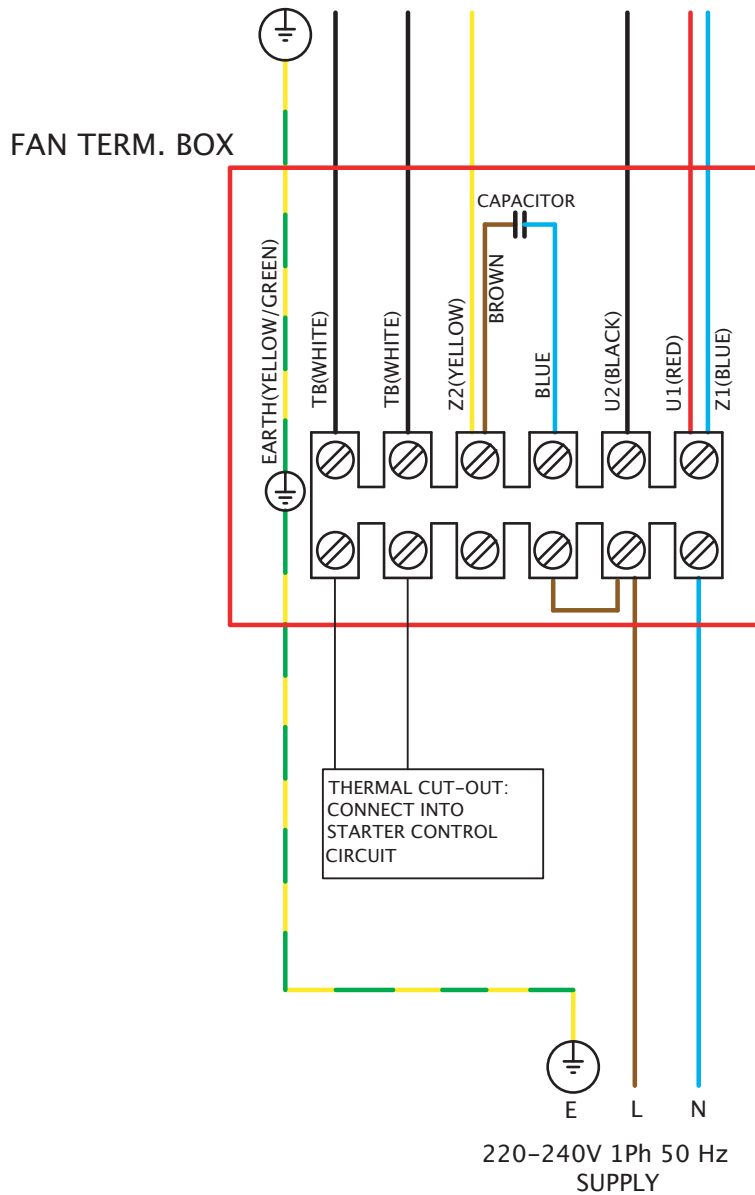 FAN TERM. BOX
CAPACITOR
EARTH(YELLOW/GREEN)
TB(WHITE)
TB(WHITE)
Z2(YELLOW)
BROWN
BLUE
U2(BLACK)
U1(RED)
Z1(BLUE)
THERMAL CUT-OUT:
CONNECT INTO
STARTER CONTROL
CIRCUIT
E L N
220-240V 1Ph 50 Hz
SUPPLY